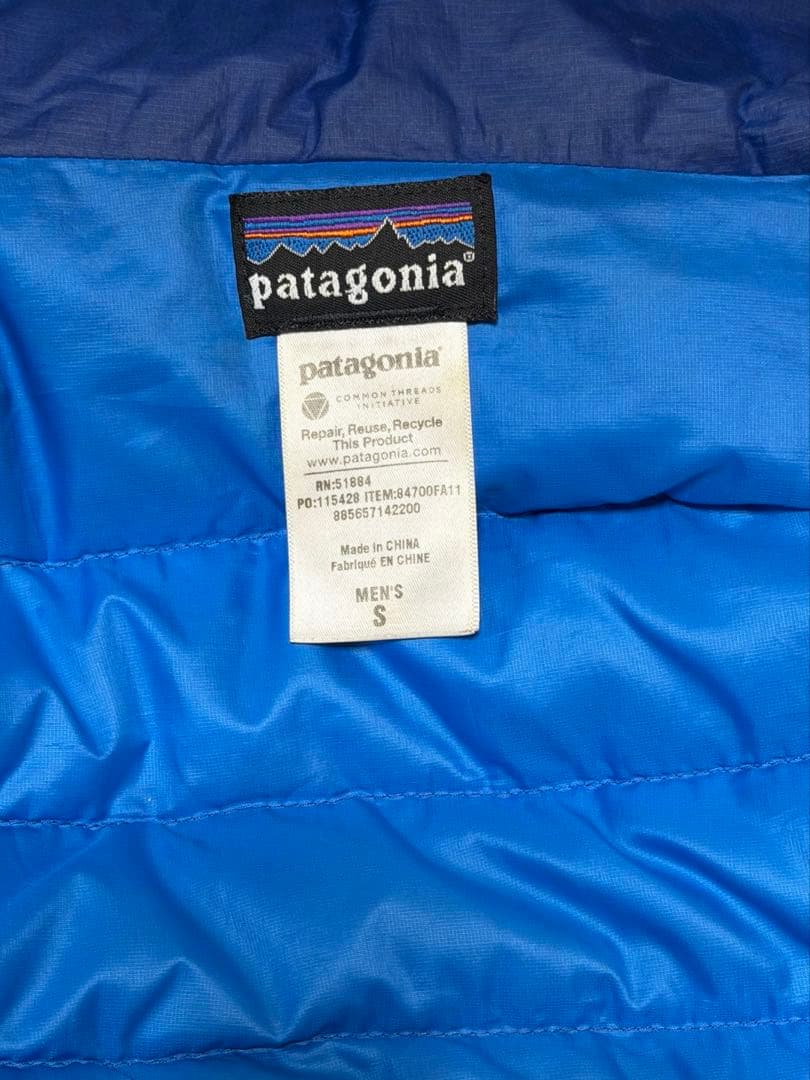 patagonia®
patagonia®
COMMON THREADS
INITIATIVE
Repair, Reuse, Recycle
This Product
www.patagonia.com
RN:51884
PO:115428 ITEM:84700FA11
885657142200
Made in CHINA
Fabriqué EN CHINE
MEN'S
S